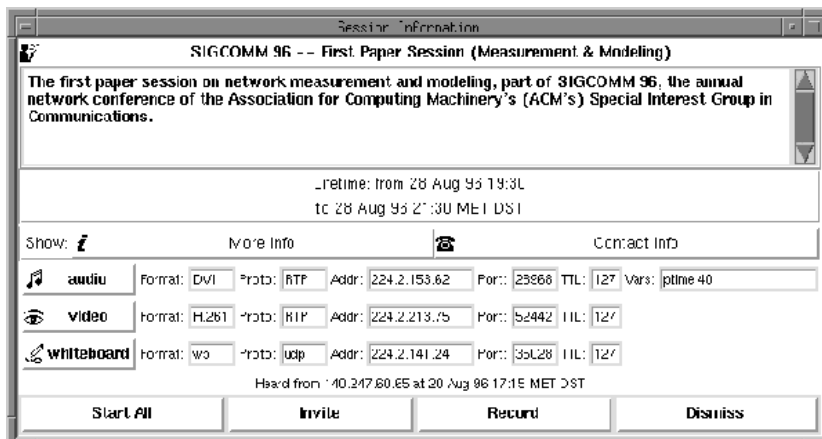 Session Information
SIGCOMM 96 -- First Paper Session (Measurement & Modeling)
The first paper session on network measurement and modeling, part of SIGCOMM 96, the annual
network conference of the Association for Computing Machinery's (ACM's) Special Interest Group in
Communications.
Lifetime: from 28 Aug 96 19:30
to 28 Aug 96 21:30 MET DST
Show: i More Info Contact Info
audio Format: DVI Proto: RTP Addr: 224.2.153.62 Port: TTL: 127 Vars: ptime:40
video Format: H.261 Proto: RTP Addr: 224.2.213.75 Port: 52442 TTL: 127
whiteboard Format: wb Proto: udp Addr: 224.2.141.24 Port: TTL: 127
Heard from 140.247.60.65 at 20 Aug 96 17:15 MET DST
Start All Invite Record Dismiss